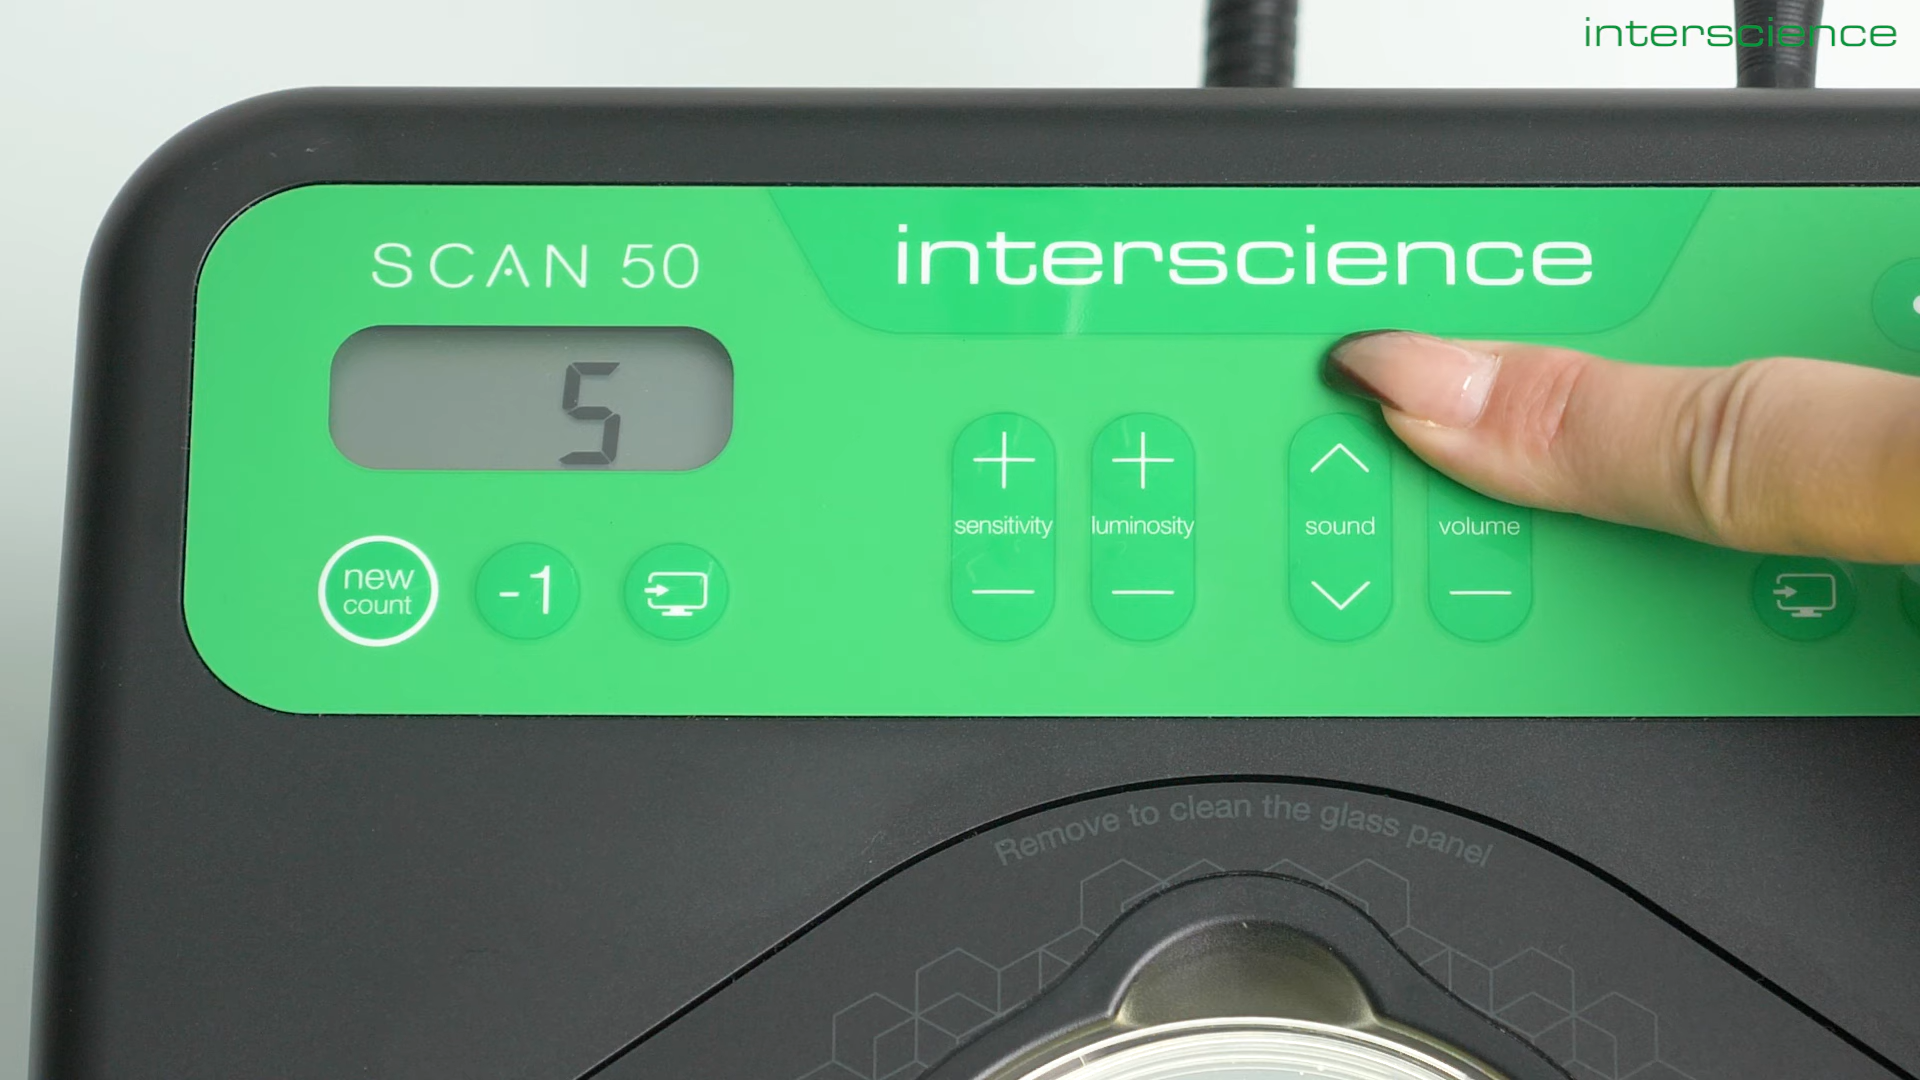 interscience
SCAN 50
interscience
5
sensitivity
luminosity
sound
volume
new
count
-1
Remove to clean the glass panel